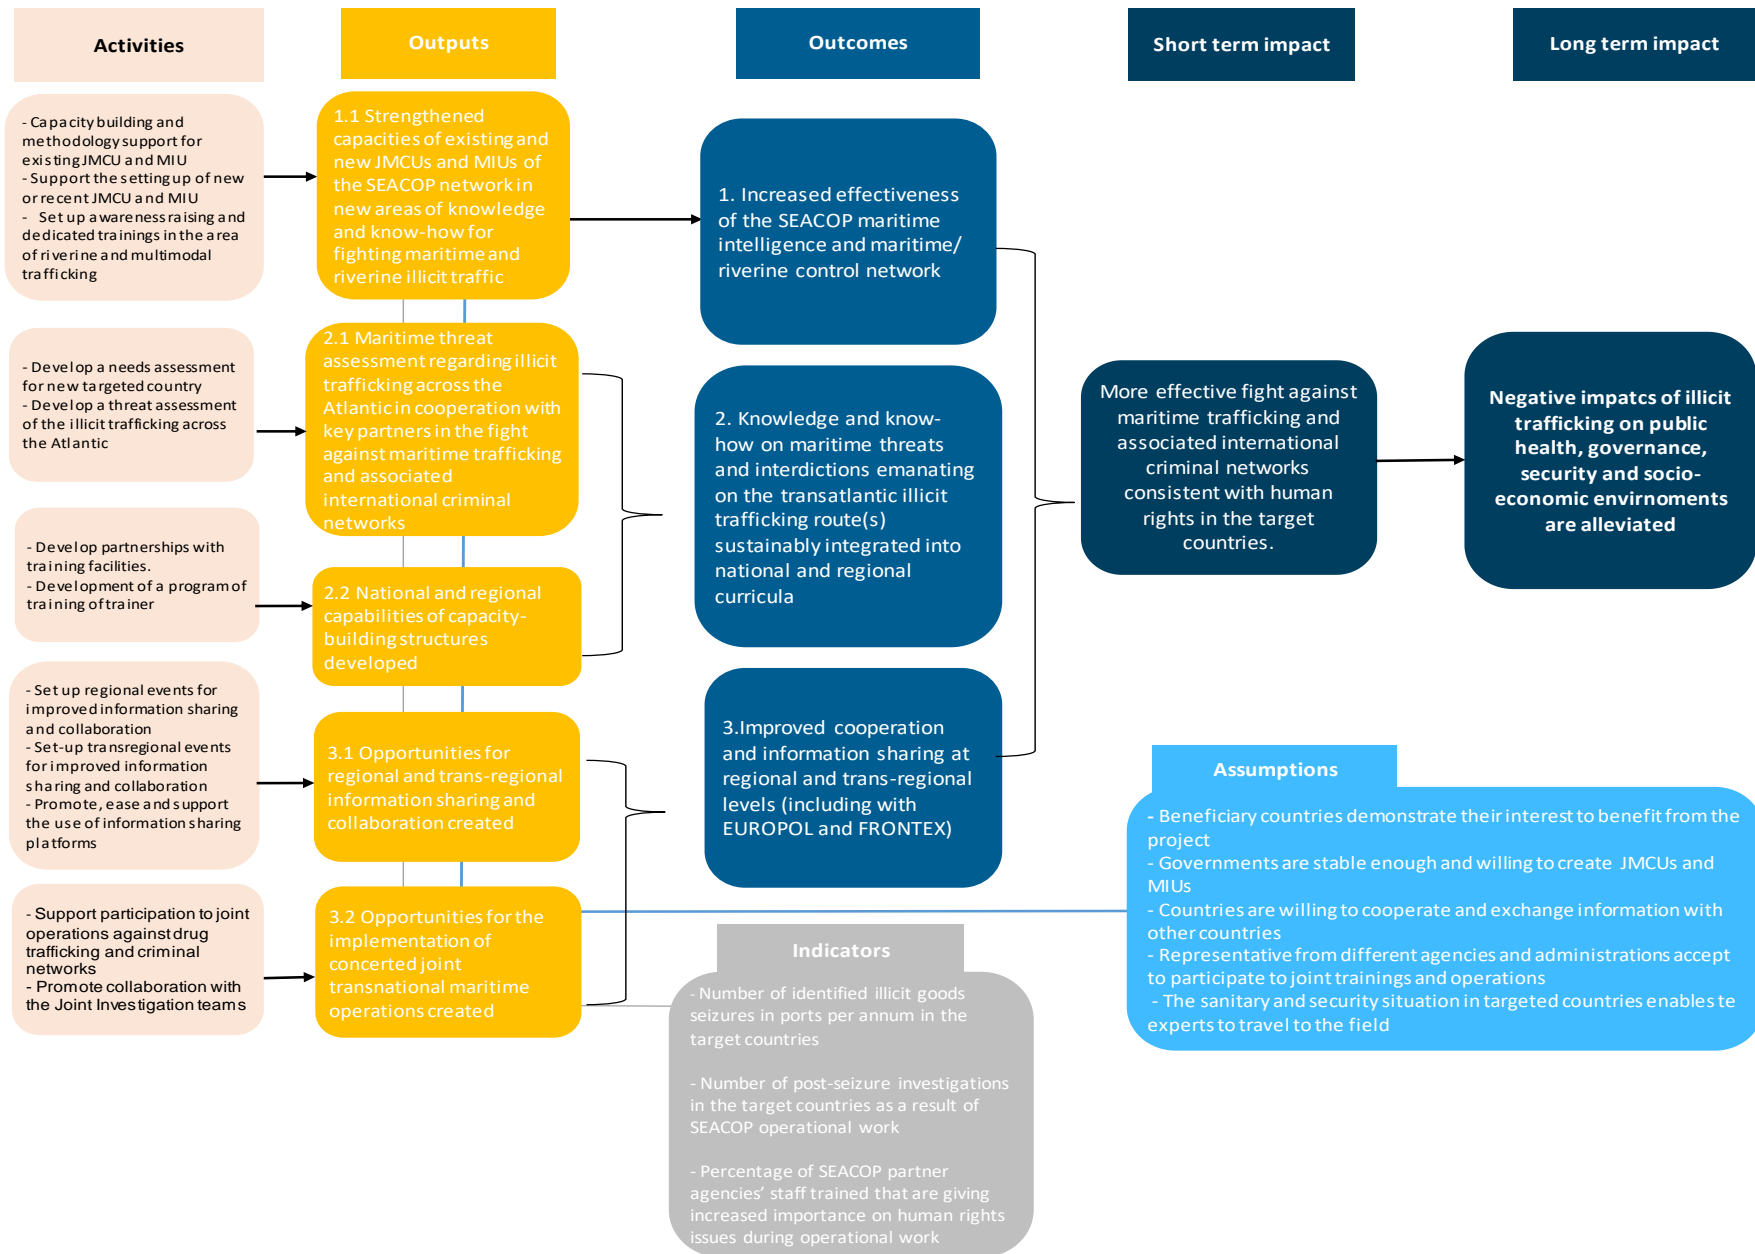 Activities
Outputs
Outcomes
Short term impact
Long term impact
- Capacity building and
methodology support for
existing JMCU and MIU
- Support the setting up of new
or recent JMCU and MIU
- Set up awareness raising and
dedicated trainings in the area
of riverine and multimodal
trafficking
- Develop a needs assessment
for new targeted country
- Develop a threat assessment
of the illicit trafficking across
the Atlantic
- Develop partnerships with
training facilities.
- Development of a program of
training of trainer
- Set up regional events for
improved information sharing
and collaboration
- Set-up transregional events
for improved information
sharing and collaboration
- Promote, ease and support
the use of information sharing
platforms
- Support participation to joint
operations against drug
trafficking and criminal
networks
- Promote collaboration with
the Joint Investigation teams
1.1 Strengthened
capacities of existing and
new JMCUs and MIUs of
the SEACOP network in
new areas of knowledge
and know-how for
fighting maritime and
riverine illicit traffic
2.1 Maritime threat
assessment regarding illicit
trafficking across the
Atlantic in cooperation with
key partners in the fight
against maritime trafficking
and associated
international criminal
networks
2.2 National and regional
capabilities of capacity-
building structures
developed
3.1 Opportunities for
regional and trans-regional
information sharing and
collaboration created
3.2 Opportunities for the
implementation of
concerted joint
transnational maritime
operations created
1. Increased effectiveness
of the SEACOP maritime
intelligence and maritime/
riverine control network
2. Knowledge and know-
how on maritime threats
and interdictions emanating
on the transatlantic illicit
trafficking route(s)
sustainably integrated into
national and regional
curricula
3.Improved cooperation
and information sharing at
regional and trans-regional
levels (including with
EUROPOL and FRONTEX)
More effective fight against
maritime trafficking and
associated international
criminal networks
consistent with human
rights in the target
countries.
Negative impatcs of illicit
trafficking on public
health, governance,
security and socio-
economic envirnoments
are alleviated
Indicators
- Number of identified illicit goods
seizures in ports per annum in the
target countries
- Number of post-seizure investigations
in the target countries as a result of
SEACOP operational work
- Percentage of SEACOP partner
agencies' staff trained that are giving
increased importance on human rights
issues during operational work
Assumptions
- Beneficiary countries demonstrate their interest to benefit from the
project
- Governments are stable enough and willing to create JMCUs and
MIUs
- Countries are willing to cooperate and exchange information with
other countries
- Representative from different agencies and administrations accept
to participate to joint trainings and operations
- The sanitary and security situation in targeted countries enables te
experts to travel to the field